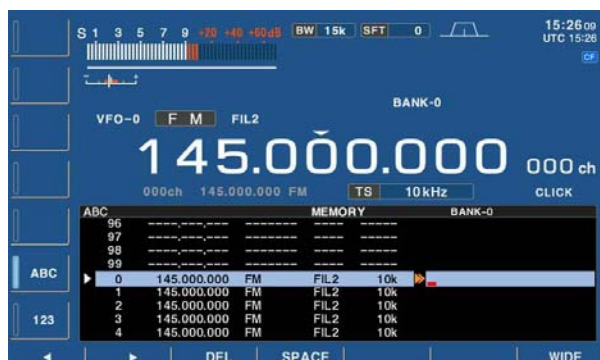 S 1 3 5 7 9 +20 +40 +60dB BW 15k SFT 0 15:26 09
UTC 15:26
CF
BANK-0
VFO-0 FM FIL2
145.000.000 000 ch
000ch 145.000.000 FM TS 10kHz CLICK
ABC MEMORY BANK-0
96 ----.---.--- ------- ---- -----
97 ----.---.--- ------- ---- -----
98 ----.---.--- ------- ---- -----
99 ----.---.--- ------- ---- -----
0 145.000.000 FM FIL2 10k
1 145.000.000 FM FIL2 10k
2 145.000.000 FM FIL2 10k
3 145.000.000 FM FIL2 10k
4 145.000.000 FM FIL2 10k
ABC
123
DEL SPACE WIDE